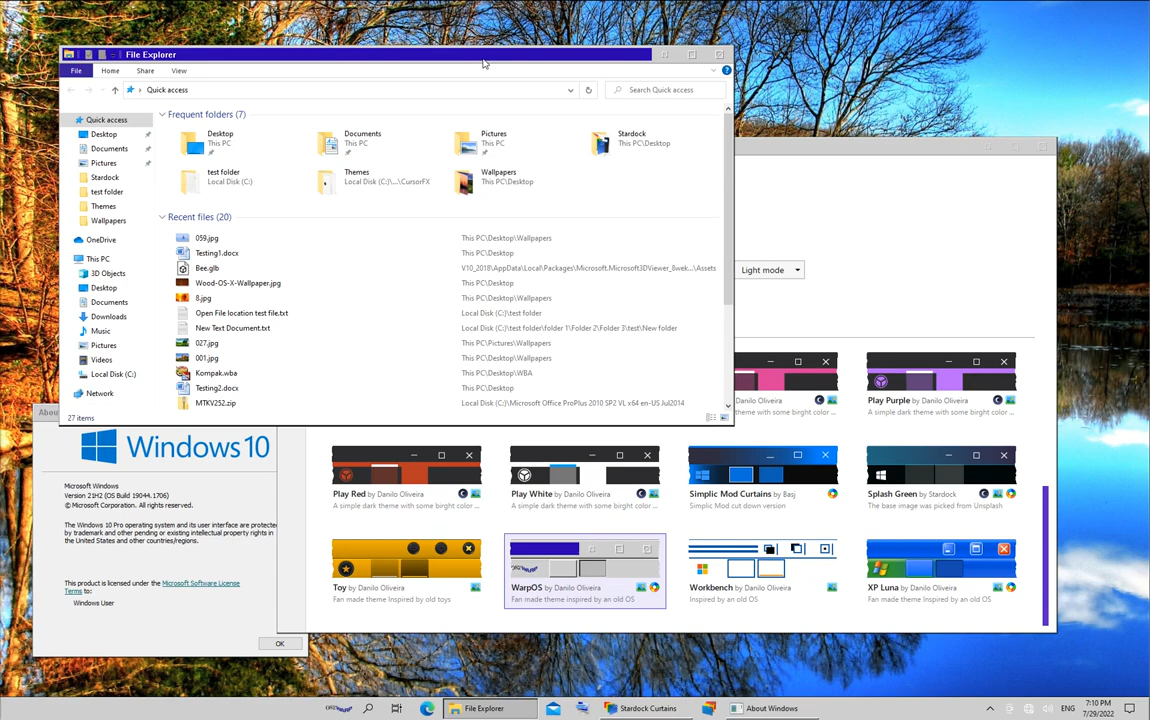 File Explorer
File
Home
Share
View
Quick access
Search Quick access
Quick access
Desktop
Documents
Pictures
Stardock
test folder
Themes
Wallpapers
OneDrive
This PC
3D Objects
Desktop
Documents
Downloads
Music
Pictures
Videos
Local Disk (C:)
Network
Frequent folders (7)
Desktop
This PC
Documents
This PC
Pictures
This PC
Stardock
This PC\Desktop
test folder
Local Disk (C:)
Themes
Local Disk (C:)\...\CursorFX
Wallpapers
This PC\Desktop
Recent files (20)
059.jpg This PC\Desktop\Wallpapers
Testing1.docx This PC\Desktop
Bee.glb V10_2018\AppData\Local\Packages\Microsoft.Microsoft3DViewer_8wek...\Assets
Wood-OS-X-Wallpaper.jpg This PC\Desktop
8.jpg This PC\Desktop\Wallpapers
Open File location test file.txt Local Disk (C:)\test folder
New Text Document.txt Local Disk (C:)\test folder\folder 1\Folder 2\Folder 3\test\New folder
027.jpg This PC\Pictures\Wallpapers
001.jpg This PC\Desktop\Wallpapers
Kompak.wba This PC\Desktop\WBA
Testing2.docx This PC\Desktop
MTKV252.zip Local Disk (C:)\Microsoft Office ProPlus 2010 SP2 VL x64 en-US Jul2014
27 items
Light mode
Danilo Oliveira
theme with some bright color ...
Play Purple by Danilo Oliveira
A simple dark theme with some bright color ...
Play Red by Danilo Oliveira
A simple dark theme with some bright color ...
Play White by Danilo Oliveira
A simple dark theme with some bright color ...
Simplic Mod Curtains by Basj
Simplic Mod cut down version
Splash Green by Stardock
The base image was picked from Unsplash
Toy by Danilo Oliveira
Fan made theme Inspired by old toys
WarpOS by Danilo Oliveira
Fan made theme inspired by an old OS
Workbench by Danilo Oliveira
Inspired by an old OS
XP Luna by Danilo Oliveira
Fan made theme inspired by an old OS
Abou
Windows 10
Microsoft Windows
Version 21H2 (OS Build 19044.1706)
© Microsoft Corporation. All rights reserved.
The Windows 10 Pro operating system and its user interface are protected
by trademark and other pending or existing intellectual property rights in
the United States and other countries/regions.
This product is licensed under the Microsoft Software License
Terms to:
Windows User
OK
File Explorer
Stardock Curtains
About Windows
ENG
7:10 PM
7/29/2022